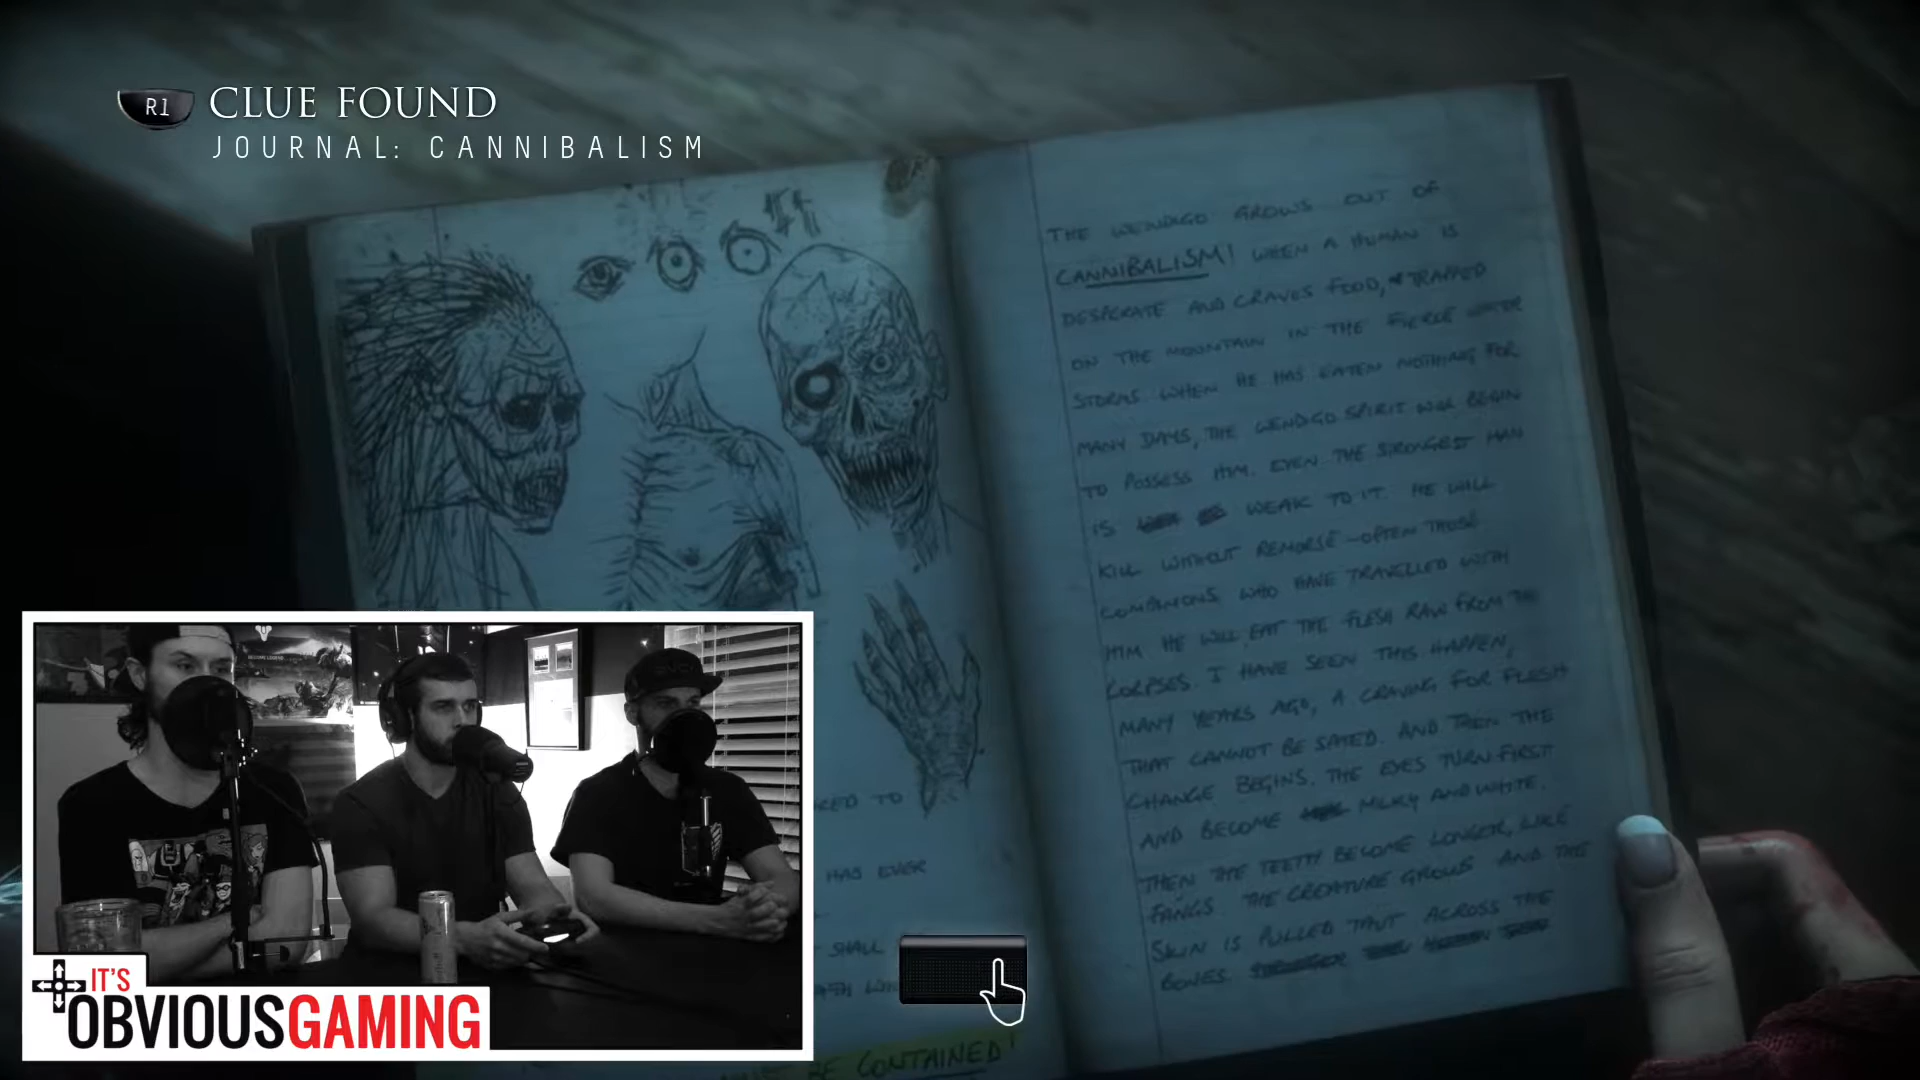 R1 CLUE FOUND
JOURNAL: CANNIBALISM
THE WENDIGO GROWS OUT OF
CANNIBALISM! WHEN A HUMAN IS
DESPERATE AND CRAVES FOOD, & TRAPPED
ON THE MOUNTAIN IN THE FIERCE WINTER
STORMS WHEN HE HAS EATEN NOTHING FOR
MANY DAYS, THE WENDIGO SPIRIT WILL BEGIN
TO POSSESS HIM. EVEN THE STRONGEST MAN
IS WEAK TO IT. HE WILL
KILL WITHOUT REMORSE – OFTEN THOSE
COMPANIONS WHO HAVE TRAVELLED WITH
HIM. HE WILL EAT THE FLESH RAW FROM THE
CORPSES. I HAVE SEEN THIS HAPPEN,
MANY YEARS AGO, A CRAVING FOR FLESH
THAT CANNOT BE SATED. AND THEN THE
CHANGE BEGINS. THE EYES TURN FIRST
AND BECOME MILKY AND WHITE.
THEN THE TEETH BECOME LONGER, LIKE
FANGS. THE CREATURE GROWS AND THE
SKIN IS PULLED TAUT ACROSS THE
BONES.
TO
HAS EVER
SHALL
BE CONTAINED!
IT'S
OBVIOUSGAMING